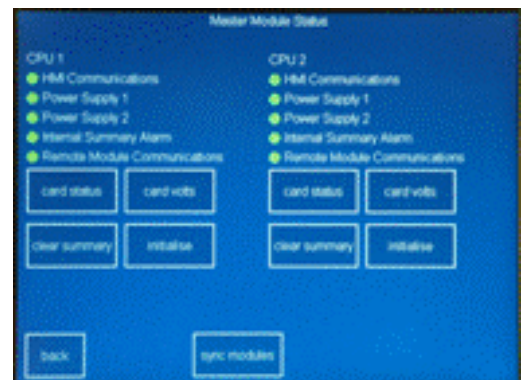 Master Module Status
CPU 1
HMI Communications
Power Supply 1
Power Supply 2
Internal Summary Alarm
Remote Module Communications
card status
card volts
clear summary
initialise
CPU 2
HMI Communications
Power Supply 1
Power Supply 2
Internal Summary Alarm
Remote Module Communications
card status
card volts
clear summary
initialise
back
sync modules